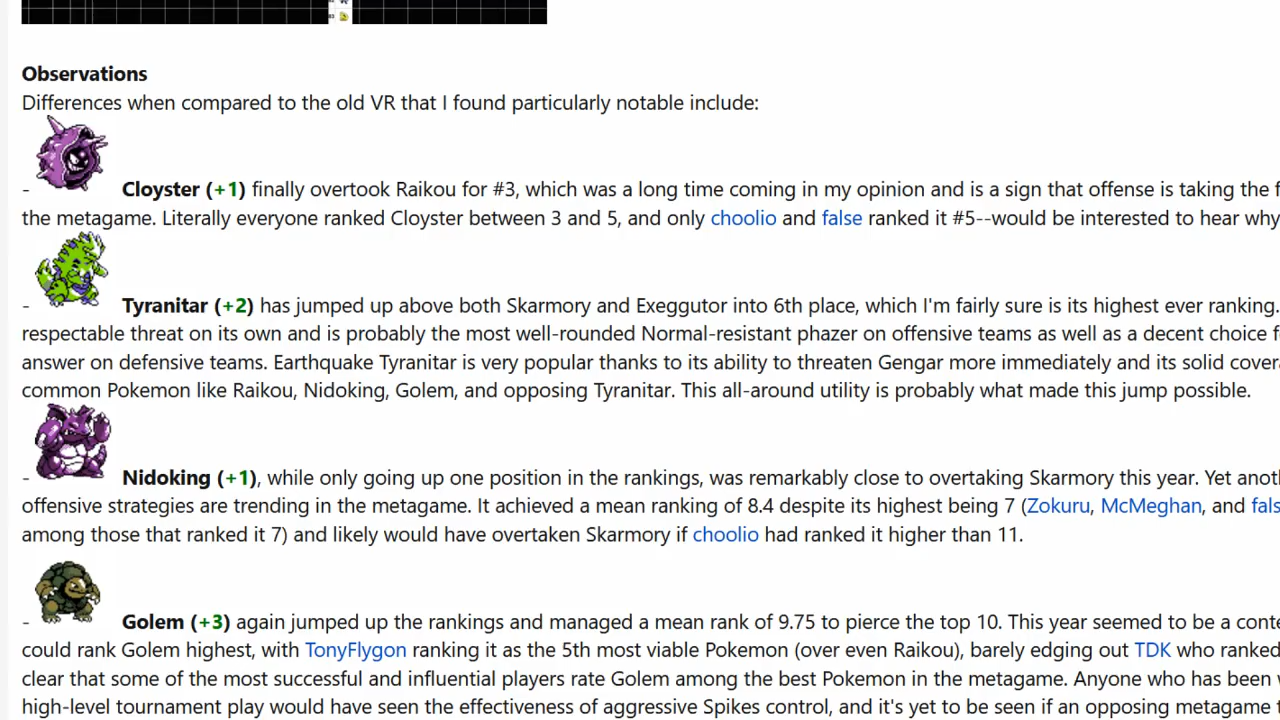 Observations
Differences when compared to the old VR that I found particularly notable include:
- Cloyster (+1) finally overtook Raikou for #3, which was a long time coming in my opinion and is a sign that offense is taking the
the metagame. Literally everyone ranked Cloyster between 3 and 5, and only choolio and false ranked it #5--would be interested to hear why
- Tyranitar (+2) has jumped up above both Skarmory and Exeggutor into 6th place, which I'm fairly sure is its highest ever ranking.
respectable threat on its own and is probably the most well-rounded Normal-resistant phazer on offensive teams as well as a decent choice
answer on defensive teams. Earthquake Tyranitar is very popular thanks to its ability to threaten Gengar more immediately and its solid
common Pokemon like Raikou, Nidoking, Golem, and opposing Tyranitar. This all-around utility is probably what made this jump possible.
- Nidoking (+1), while only going up one position in the rankings, was remarkably close to overtaking Skarmory this year. Yet
offensive strategies are trending in the metagame. It achieved a mean ranking of 8.4 despite its highest being 7 (Zokuru, McMeghan, and
among those that ranked it 7) and likely would have overtaken Skarmory if choolio had ranked it higher than 11.
- Golem (+3) again jumped up the rankings and managed a mean rank of 9.75 to pierce the top 10. This year seemed to be a
could rank Golem highest, with TonyFlygon ranking it as the 5th most viable Pokemon (over even Raikou), barely edging out TDK who ranked
clear that some of the most successful and influential players rate Golem among the best Pokemon in the metagame. Anyone who has been
high-level tournament play would have seen the effectiveness of aggressive Spikes control, and it's yet to be seen if an opposing metagame